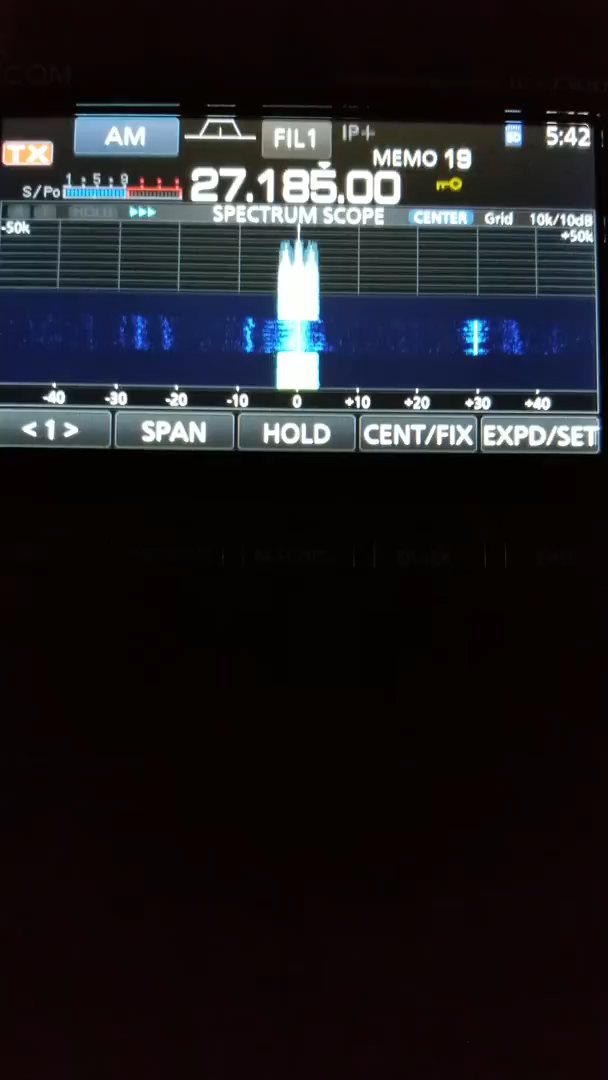 COM
AM FIL1 IP+ SD 5:42
TX MEMO 19
S/Po 1 5 9 27.185.00
HOLD SPECTRUM SCOPE CENTER Grid 10k/10dB
-50k +50k
-40 -30 -20 -10 0 +10 +20 +30 +40
<1> SPAN HOLD CENT/FIX EXPD/SET